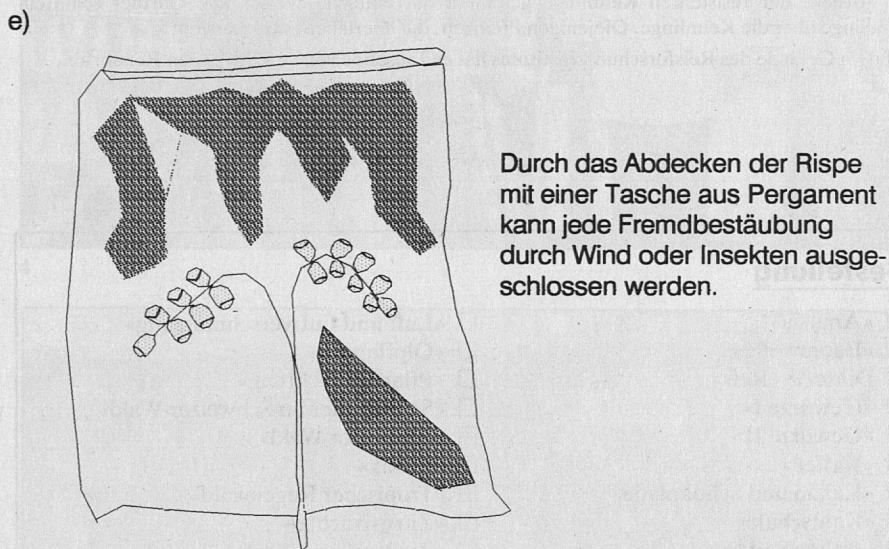 e)
Durch das Abdecken der Rispe
mit einer Tasche aus Pergament
kann jede Fremdbestäubung
durch Wind oder Insekten ausge-
schlossen werden.